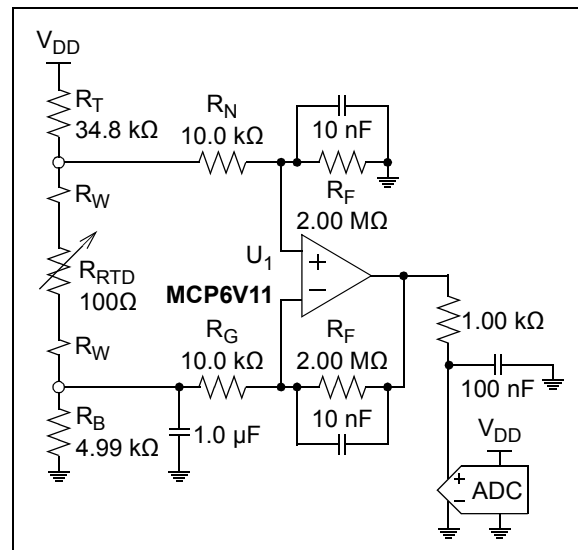 VDD
RT
34.8 kΩ
RN
10.0 kΩ
10 nF
RF
2.00 MΩ
RW
RRTD
100Ω
U1
+
−
MCP6V11
RW
RG
10.0 kΩ
RF
2.00 MΩ
10 nF
1.00 kΩ
100 nF
RB
4.99 kΩ
1.0 µF
VDD
+
−
ADC